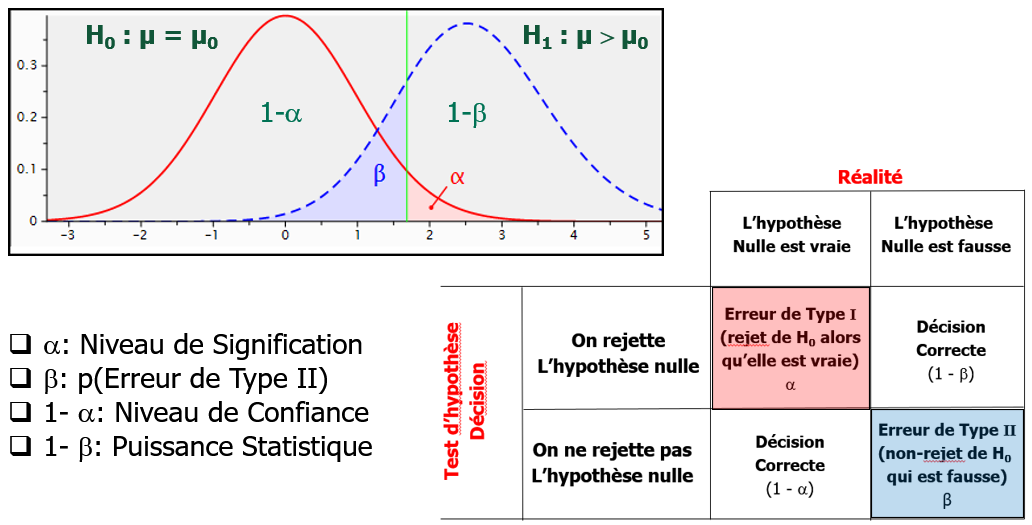 H₀ : μ = μ₀
H₁ : μ > μ₀
0.3
0.2
0.1
0
1-α
1-β
β
α
-3 -2 -1 0 1 2 3 4 5
Réalité
L'hypothèse
Nulle est vraie
L'hypothèse
Nulle est fausse
Test d'hypothèse
Décision
On rejette
L'hypothèse nulle
Erreur de Type I
(rejet de H₀ alors
qu'elle est vraie)
α
Décision
Correcte
(1 - β)
On ne rejette pas
L'hypothèse nulle
Décision
Correcte
(1 - α)
Erreur de Type II
(non-rejet de H₀
qui est fausse)
β
❑ α: Niveau de Signification
❑ β: p(Erreur de Type II)
❑ 1- α: Niveau de Confiance
❑ 1- β: Puissance Statistique